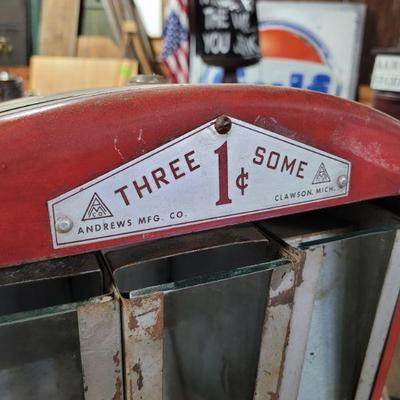 THREE 1¢ SOME
ANDREWS MFG. CO.
CLAWSON, MICH.